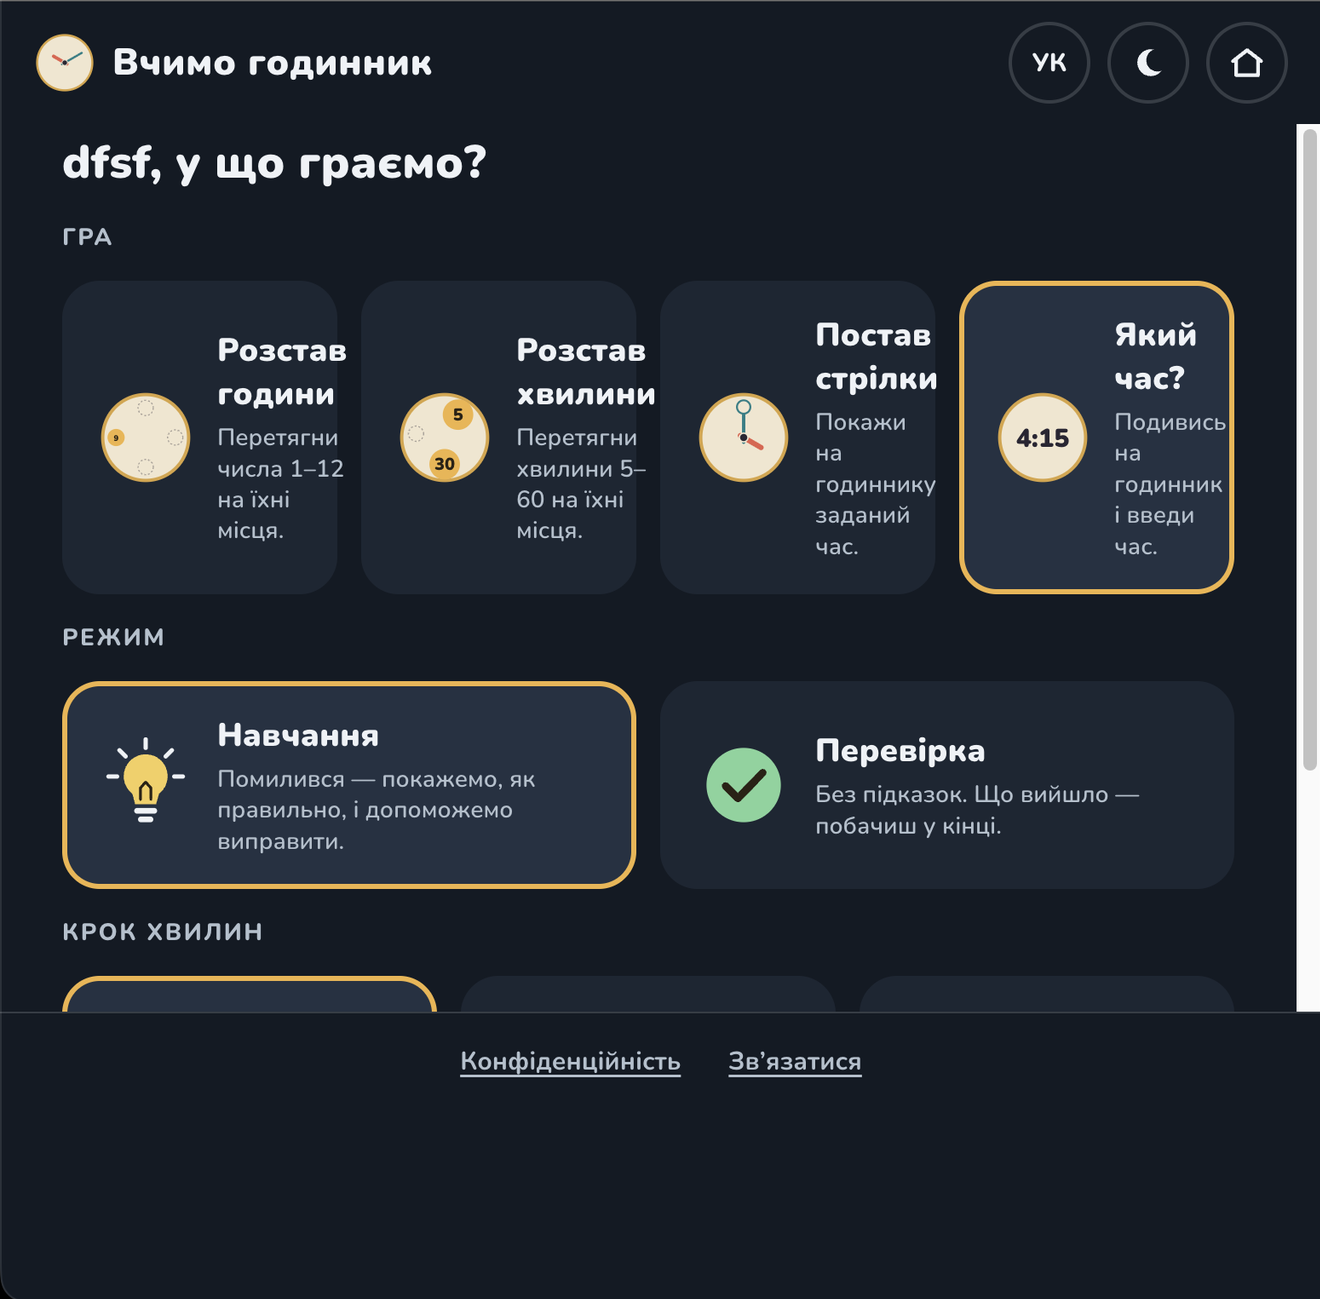 Вчимо годинник
УК
dfsf, у що граємо?
ГРА
9
Розстав
години
Перетягни
числа 1–12
на їхні
місця.
5
30
Розстав
хвилини
Перетягни
хвилини 5–
60 на їхні
місця.
Постав
стрілки
Покажи
на
годиннику
заданий
час.
4:15
Який
час?
Подивись
на
годинник
і введи
час.
РЕЖИМ
Навчання
Помилився — покажемо, як
правильно, і допоможемо
виправити.
Перевірка
Без підказок. Що вийшло —
побачиш у кінці.
КРОК ХВИЛИН
Конфіденційність
Зв’язатися